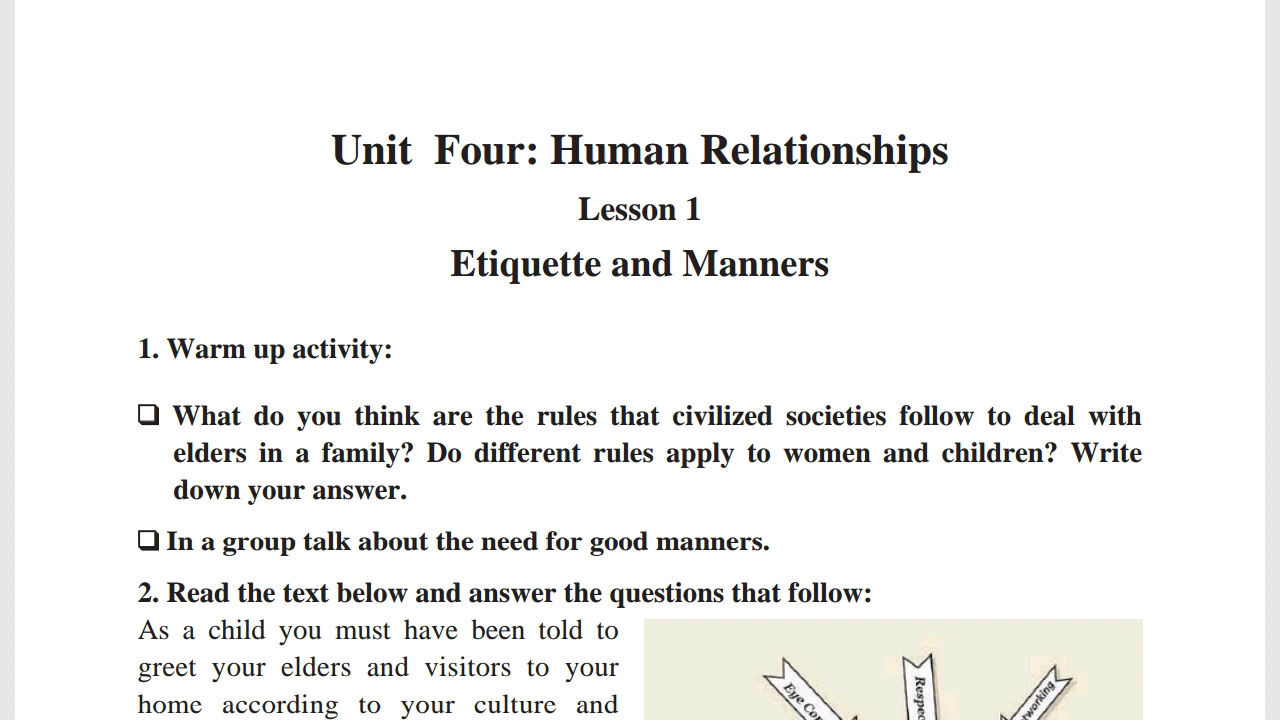 Unit Four: Human Relationships
Lesson 1
Etiquette and Manners
1. Warm up activity:
❑ What do you think are the rules that civilized societies follow to deal with
elders in a family? Do different rules apply to women and children? Write
down your answer.
❑ In a group talk about the need for good manners.
2. Read the text below and answer the questions that follow:
As a child you must have been told to
greet your elders and visitors to your
home according to your culture and
Eye